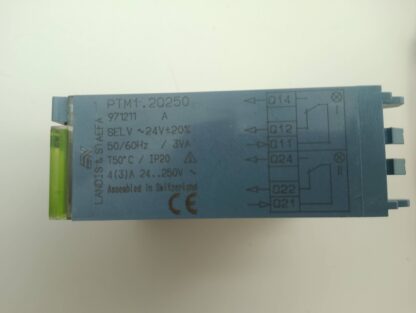 PTM1.2Q250
971211 A
SELV ~24V±20%
50/60Hz / 3VA
T50°C / IP20
4(3)A 24..250V ~
Assembled in Switzerland
CE
LANDIS & STAEFA
Q14
Q12
Q11
I
Q24
Q22
Q21
II